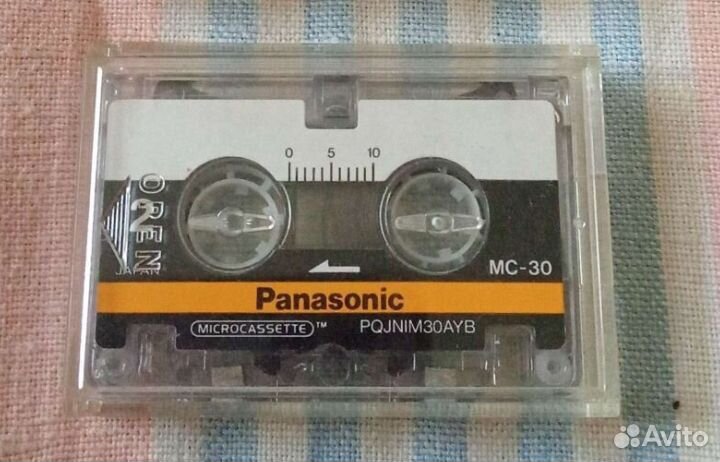 0 5 10
OPEN
2
JAPAN
MC-30
Panasonic
MICROCASSETTE™ PQJNIM30AYB
Avito